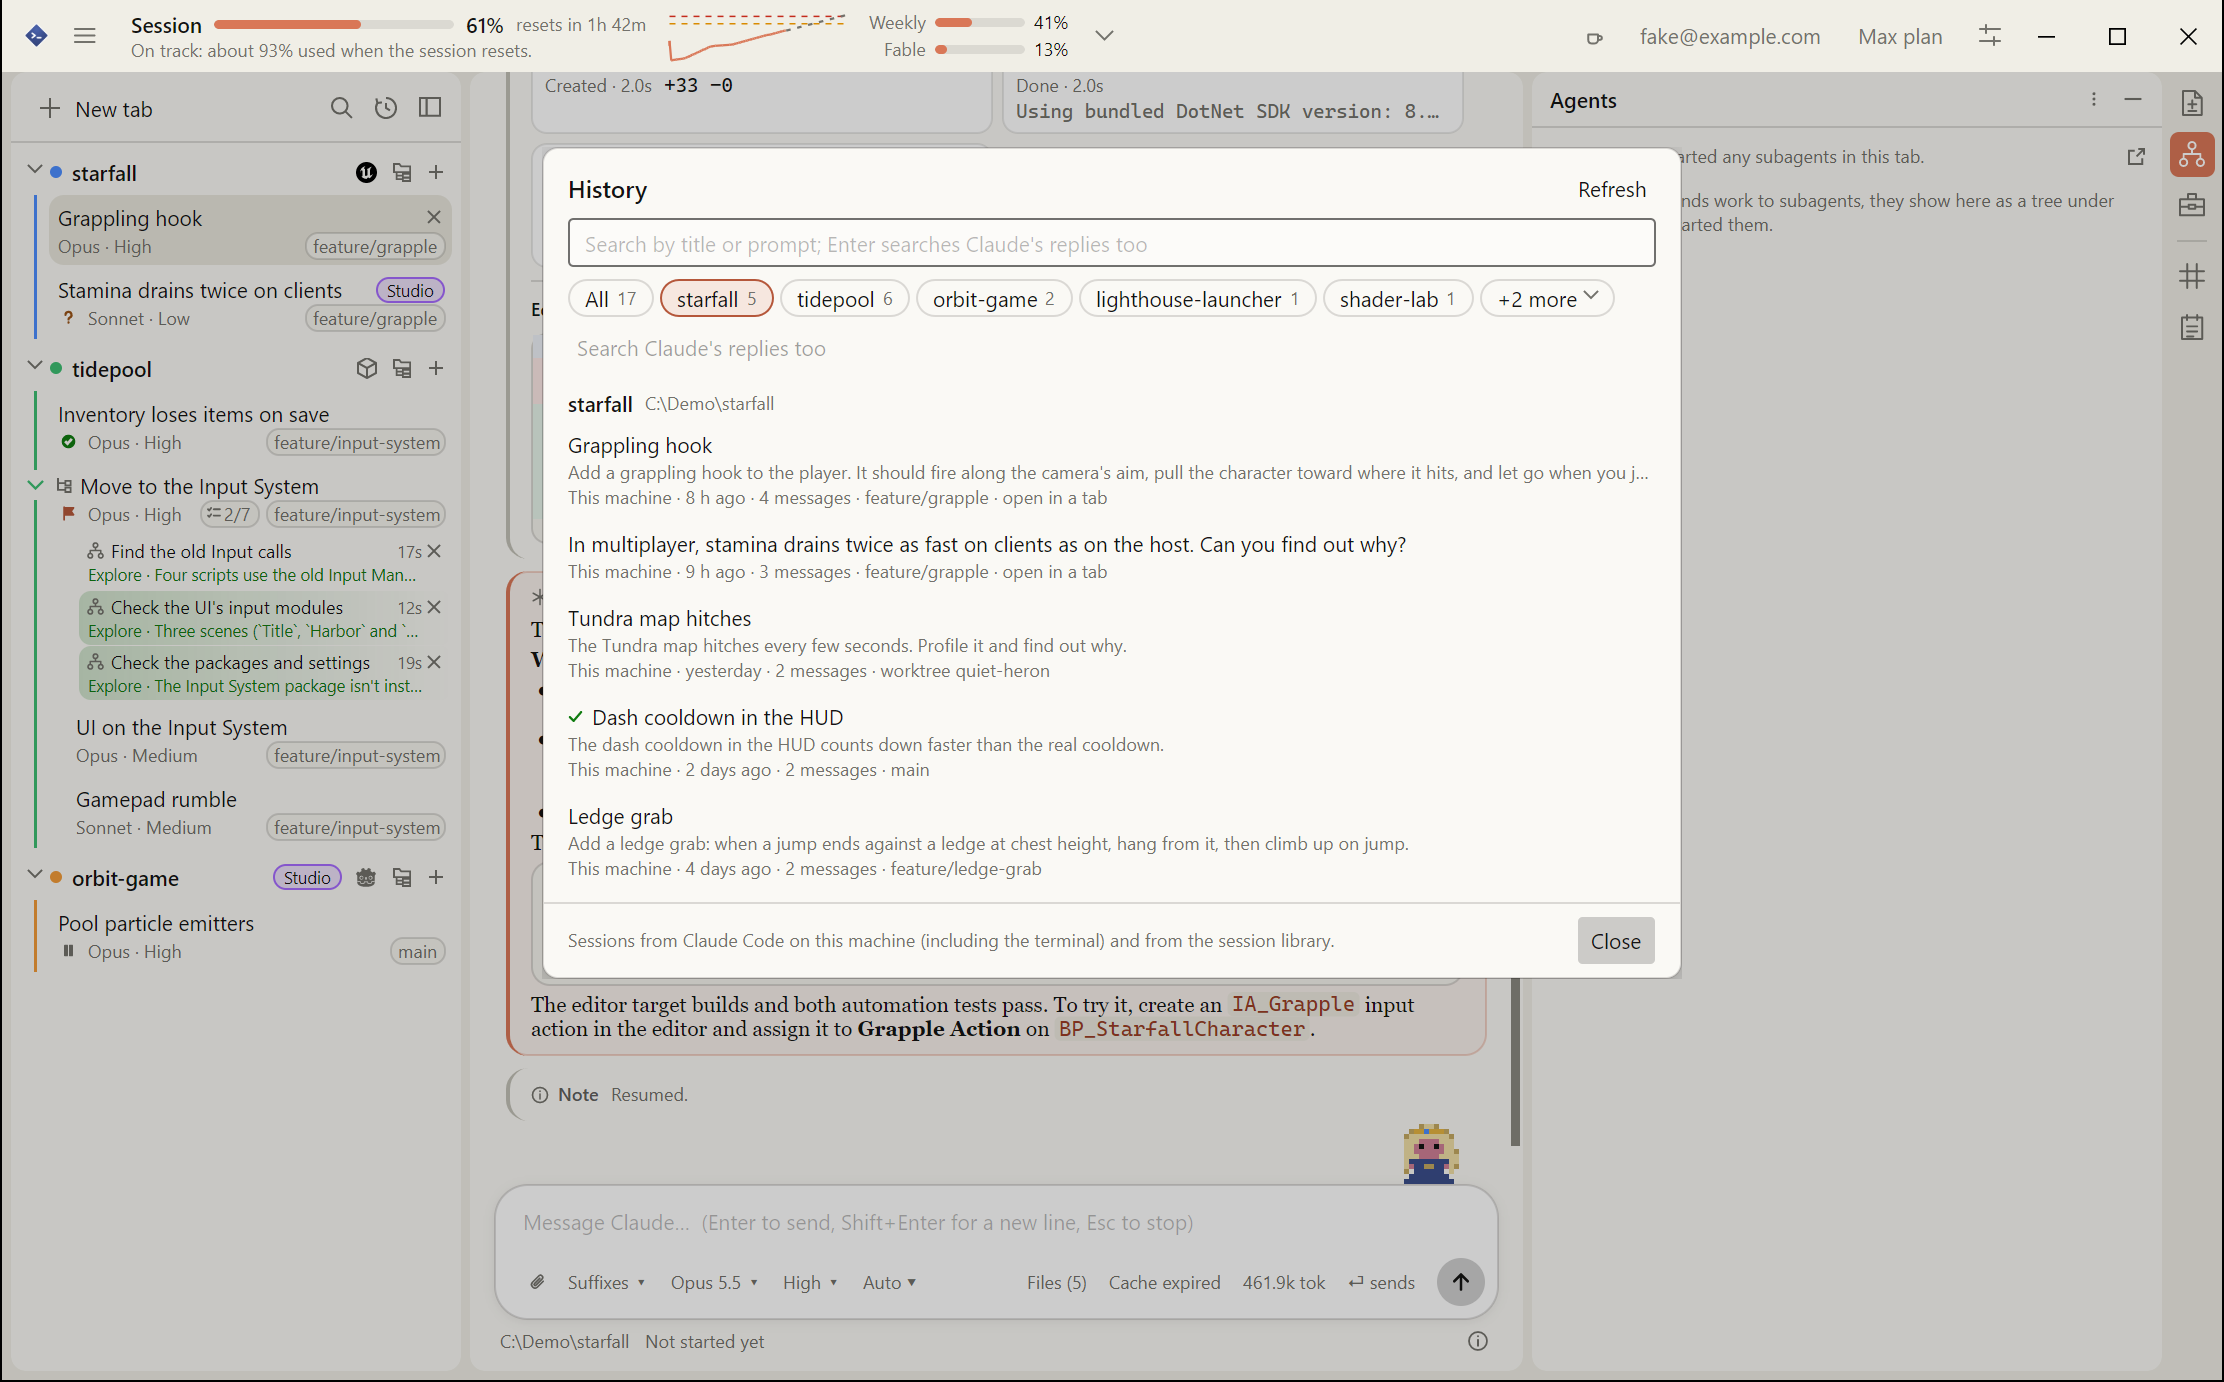 Session 61% resets in 1h 42m
On track: about 93% used when the session resets.
Weekly 41%
Fable 13%
fake@example.com Max plan
New tab
starfall
Grappling hook
Opus · High feature/grapple
Stamina drains twice on clients Studio
? Sonnet · Low feature/grapple
tidepool
Inventory loses items on save
Opus · High feature/input-system
Move to the Input System
Opus · High 2/7 feature/input-system
Find the old Input calls 17s
Explore · Four scripts use the old Input Man...
Check the UI's input modules 12s
Explore · Three scenes (`Title`, `Harbor` and `...
Check the packages and settings 19s
Explore · The Input System package isn't inst...
UI on the Input System
Opus · Medium feature/input-system
Gamepad rumble
Sonnet · Medium feature/input-system
orbit-game Studio
Pool particle emitters
Opus · High main
Created · 2.0s +33 −0
Done · 2.0s
Using bundled DotNet SDK version: 8.…
History Refresh
Search by title or prompt; Enter searches Claude's replies too
All 17 starfall 5 tidepool 6 orbit-game 2 lighthouse-launcher 1 shader-lab 1 +2 more
Search Claude's replies too
starfall C:\Demo\starfall
Grappling hook
Add a grappling hook to the player. It should fire along the camera's aim, pull the character toward where it hits, and let go when you j...
This machine · 8 h ago · 4 messages · feature/grapple · open in a tab
In multiplayer, stamina drains twice as fast on clients as on the host. Can you find out why?
This machine · 9 h ago · 3 messages · feature/grapple · open in a tab
Tundra map hitches
The Tundra map hitches every few seconds. Profile it and find out why.
This machine · yesterday · 2 messages · worktree quiet-heron
Dash cooldown in the HUD
The dash cooldown in the HUD counts down faster than the real cooldown.
This machine · 2 days ago · 2 messages · main
Ledge grab
Add a ledge grab: when a jump ends against a ledge at chest height, hang from it, then climb up on jump.
This machine · 4 days ago · 2 messages · feature/ledge-grab
Sessions from Claude Code on this machine (including the terminal) and from the session library.
Close
The editor target builds and both automation tests pass. To try it, create an IA_Grapple input
action in the editor and assign it to Grapple Action on BP_StarfallCharacter.
Note Resumed.
Message Claude... (Enter to send, Shift+Enter for a new line, Esc to stop)
Suffixes Opus 5.5 High Auto Files (5) Cache expired 461.9k tok sends
C:\Demo\starfall Not started yet
Agents
arted any subagents in this tab.
nds work to subagents, they show here as a tree under
arted them.